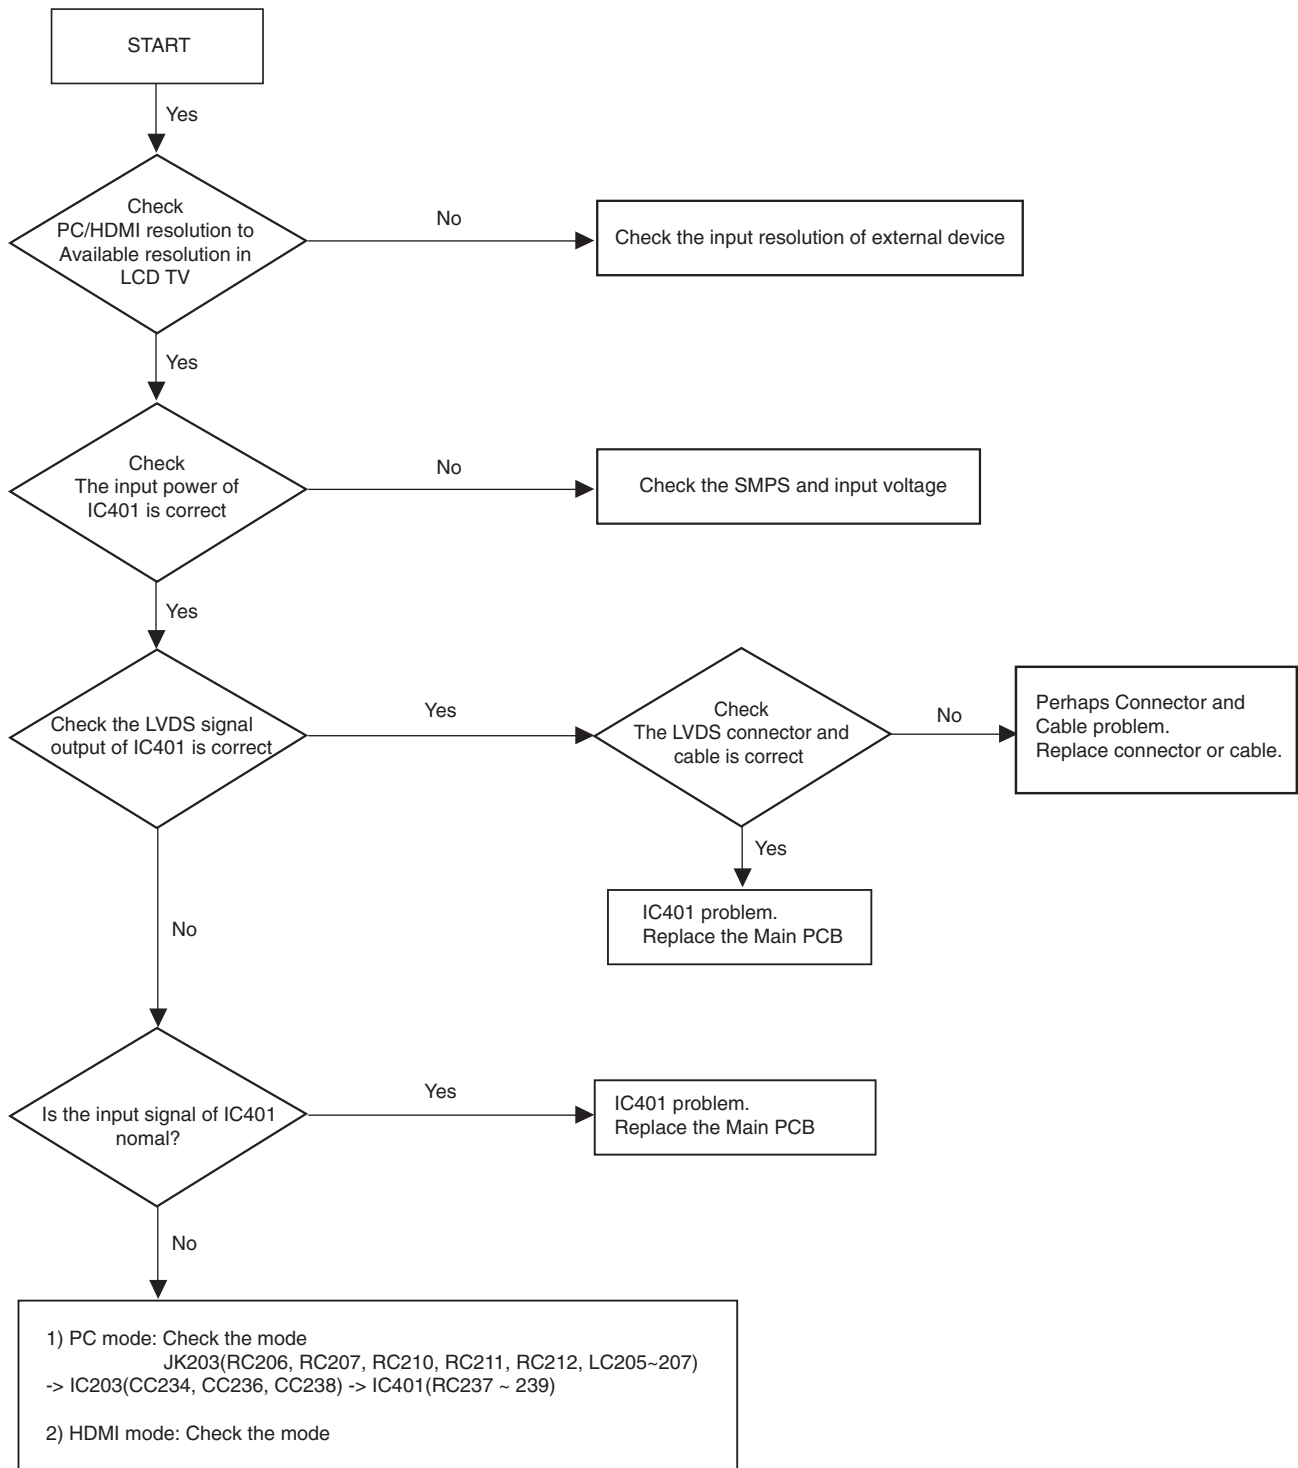 START
Yes
Check
PC/HDMI resolution to
Available resolution in
LCD TV
No
Check the input resolution of external device
Yes
Check
The input power of
IC401 is correct
No
Check the SMPS and input voltage
Yes
Check the LVDS signal
output of IC401 is correct
Yes
Check
The LVDS connector and
cable is correct
No
Perhaps Connector and
Cable problem.
Replace connector or cable.
Yes
IC401 problem.
Replace the Main PCB
No
Is the input signal of IC401
nomal?
Yes
IC401 problem.
Replace the Main PCB
No
1) PC mode: Check the mode
JK203(RC206, RC207, RC210, RC211, RC212, LC205~207)
-> IC203(CC234, CC236, CC238) -> IC401(RC237 ~ 239)
2) HDMI mode: Check the mode